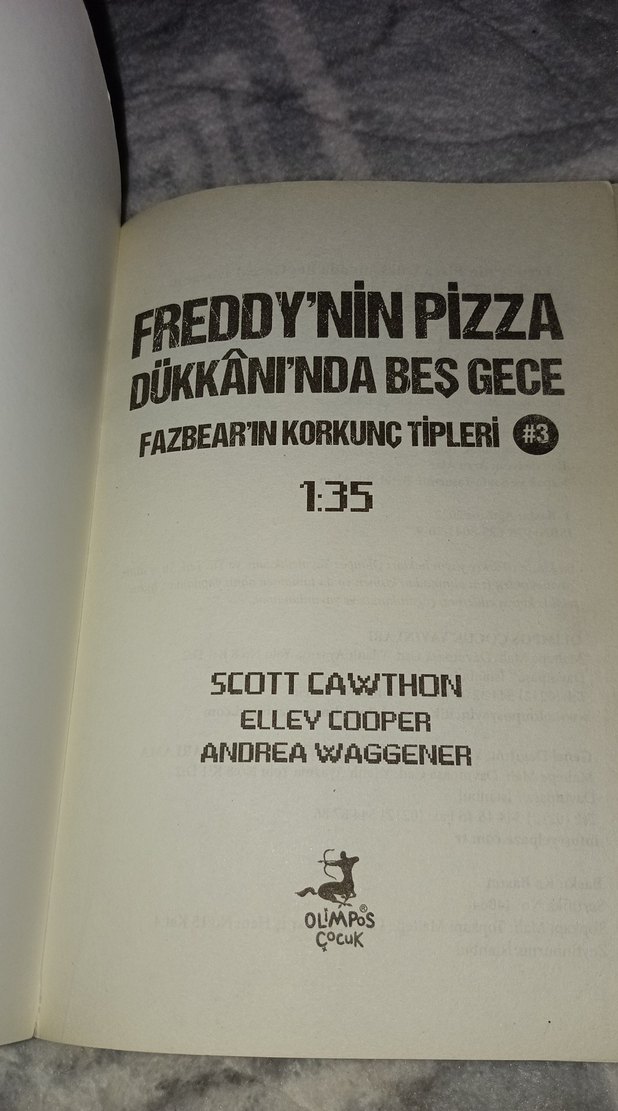 FREDDY'NİN PİZZA
DÜKKÂNI'NDA BEŞ GECE
FAZBEAR'IN KORKUNÇ TİPLERİ #3
1:35
SCOTT CAWTHON
ELLEY COOPER
ANDREA WAGGENER
OLİMPOS®
ÇOCUK